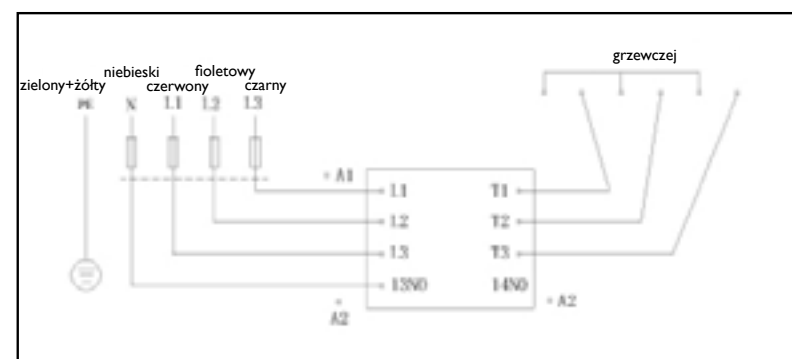 grzewczej
niebieski fioletowy
zielony+żółty czerwony czarny
PE N L1 L2 L3
A1
L1 T1
L2 T2
L3 T3
13NO 14NO
A2 A2